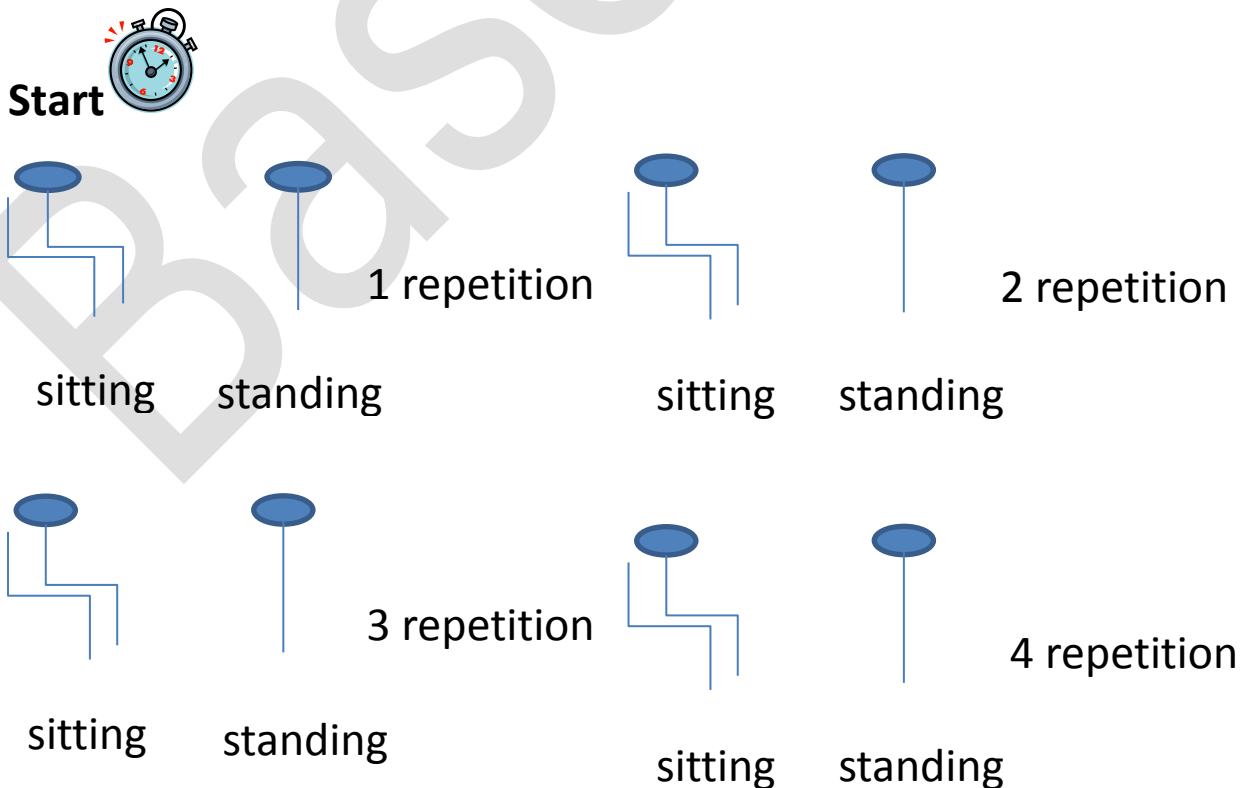 Start
1 repetition
sitting standing
2 repetition
sitting standing
3 repetition
sitting standing
4 repetition
sitting standing